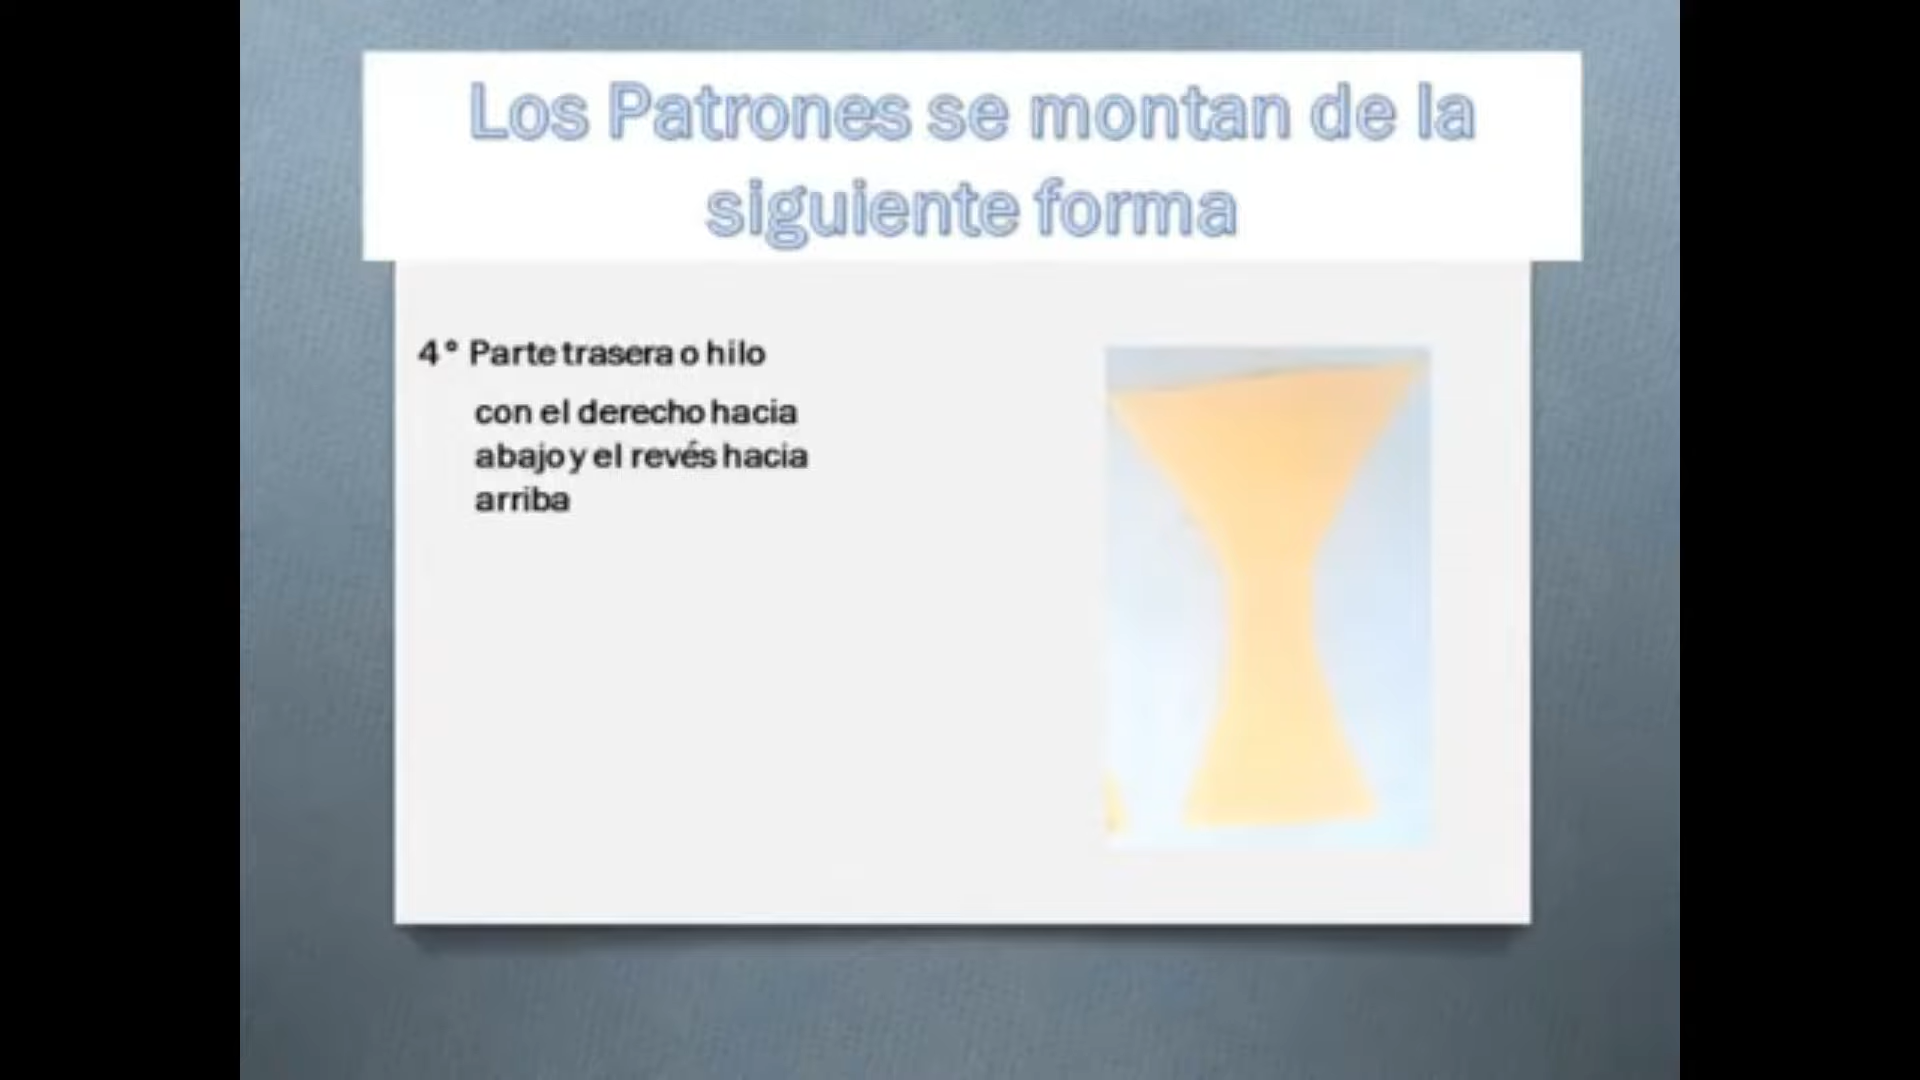 Los Patrones se montan de la
siguiente forma
4° Parte trasera o hilo
con el derecho hacia
abajo y el revés hacia
arriba